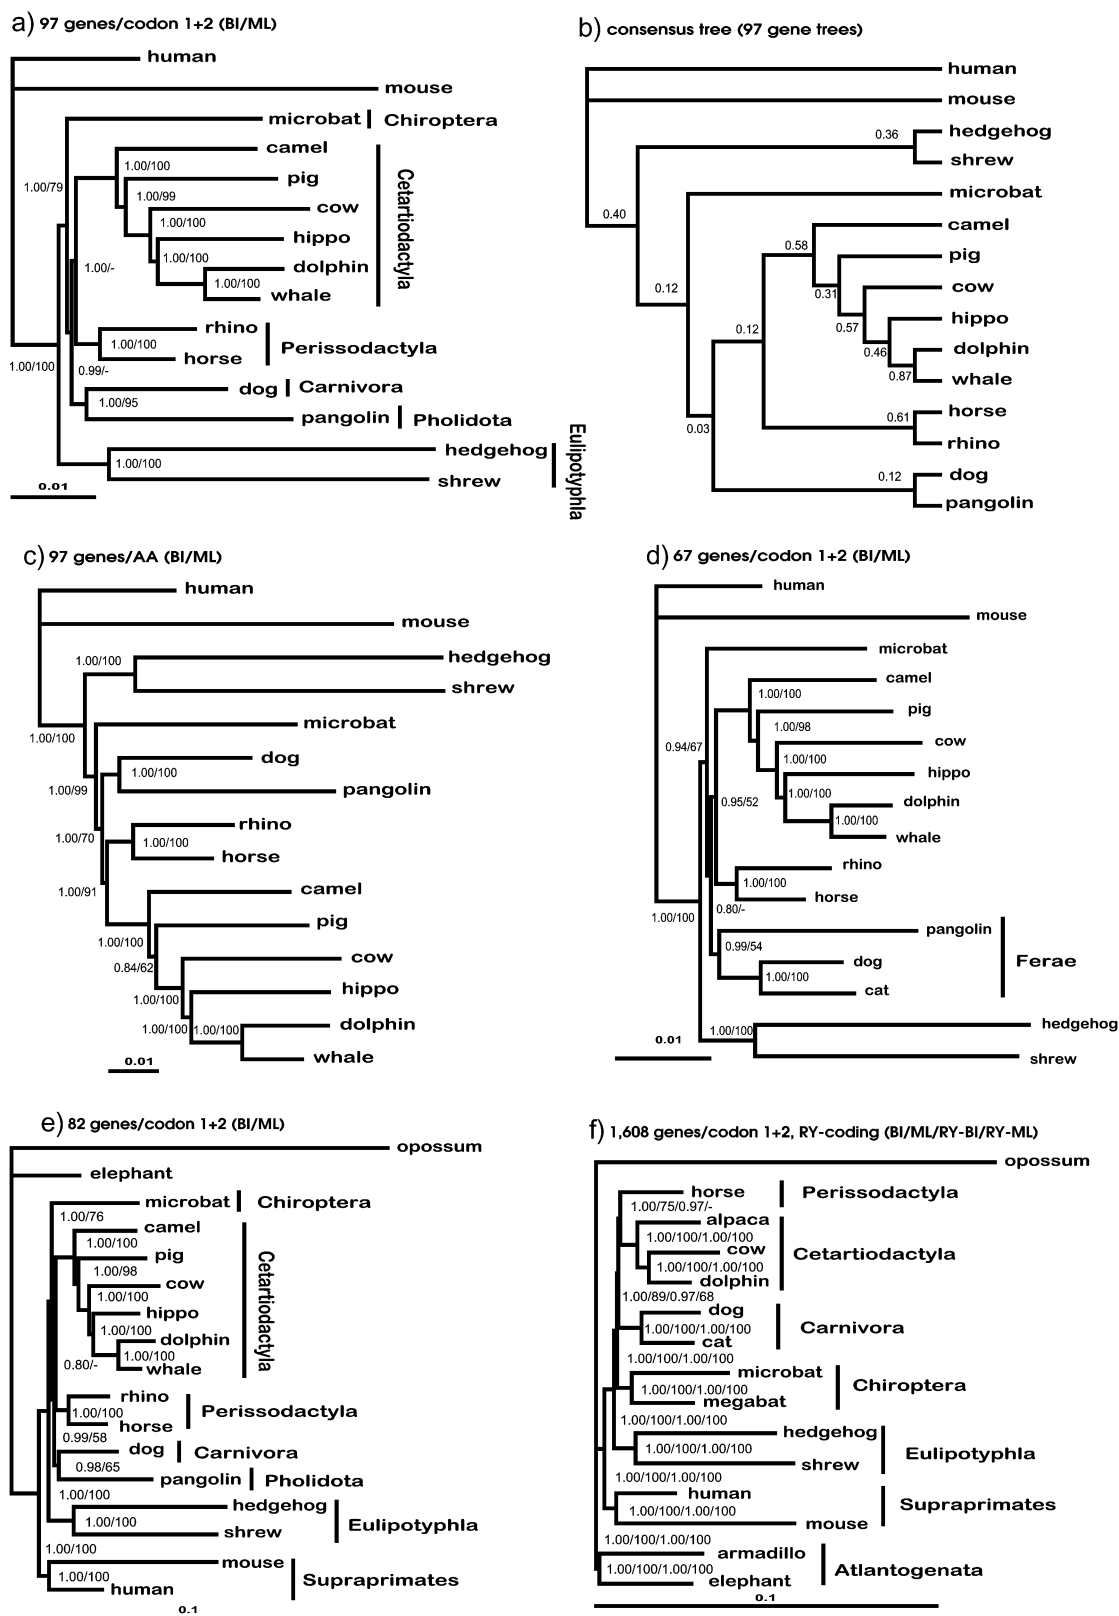 a) 97 genes/codon 1+2 (BI/ML)
human
mouse
microbat
Chiroptera
camel
1.00/100
pig
1.00/79
1.00/99
cow
1.00/100
hippo
1.00/100
1.00/-
dolphin
1.00/100
whale
Cetartiodactyla
rhino
1.00/100
horse
Perissodactyla
1.00/100
0.99/-
dog
Carnivora
1.00/95
pangolin
Pholidota
hedgehog
1.00/100
shrew
Eulipotyphla
0.01
b) consensus tree (97 gene trees)
human
mouse
0.36
hedgehog
shrew
microbat
0.40
camel
0.58
pig
0.12
0.31
cow
0.57
hippo
0.12
0.46
dolphin
0.87
whale
0.61
horse
0.03
rhino
0.12
dog
pangolin
c) 97 genes/AA (BI/ML)
human
mouse
1.00/100
hedgehog
shrew
microbat
1.00/100
dog
1.00/100
1.00/99
pangolin
rhino
1.00/70
1.00/100
horse
1.00/91
camel
pig
1.00/100
cow
0.84/62
hippo
1.00/100
dolphin
1.00/100
1.00/100
whale
0.01
d) 67 genes/codon 1+2 (BI/ML)
human
mouse
microbat
camel
1.00/100
pig
1.00/98
cow
0.94/67
1.00/100
hippo
1.00/100
0.95/52
dolphin
1.00/100
whale
rhino
1.00/100
horse
0.80/-
1.00/100
pangolin
0.99/54
dog
1.00/100
cat
Ferae
hedgehog
1.00/100
shrew
0.01
e) 82 genes/codon 1+2 (BI/ML)
opossum
elephant
microbat
Chiroptera
1.00/76
camel
1.00/100
pig
1.00/98
cow
1.00/100
hippo
1.00/100
dolphin
1.00/100
0.80/-
whale
Cetartiodactyla
rhino
1.00/100
horse
Perissodactyla
0.99/58
dog
Carnivora
0.98/65
pangolin
Pholidota
1.00/100
hedgehog
1.00/100
shrew
Eulipotyphla
1.00/100
mouse
1.00/100
human
Supraprimates
0.1
f) 1,608 genes/codon 1+2, RY-coding (BI/ML/RY-BI/RY-ML)
opossum
horse
Perissodactyla
1.00/75/0.97/-
alpaca
1.00/100/1.00/100
cow
Cetartiodactyla
1.00/100/1.00/100
dolphin
1.00/89/0.97/68
dog
1.00/100/1.00/100
Carnivora
cat
1.00/100/1.00/100
microbat
1.00/100/1.00/100
Chiroptera
megabat
1.00/100/1.00/100
hedgehog
1.00/100/1.00/100
Eulipotyphla
shrew
1.00/100/1.00/100
human
1.00/100/1.00/100
Supraprimates
mouse
1.00/100/1.00/100
armadillo
1.00/100/1.00/100
Atlantogenata
elephant
0.1